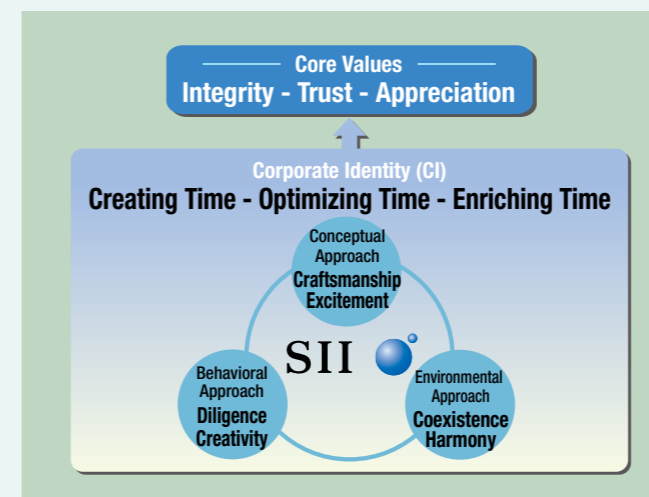 Core Values
Integrity - Trust - Appreciation
Corporate Identity (CI)
Creating Time - Optimizing Time - Enriching Time
Conceptual
Approach
Craftsmanship
Excitement
SII
Behavioral
Approach
Diligence
Creativity
Environmental
Approach
Coexistence
Harmony